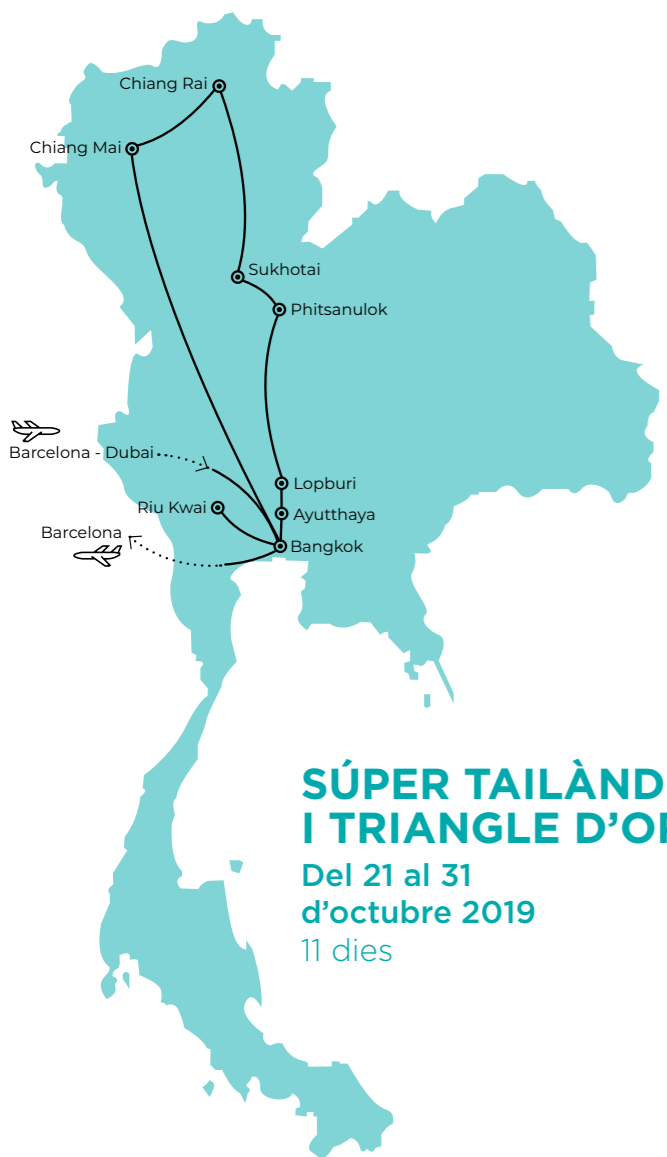 Chiang Rai
Chiang Mai
Sukhotai
Phitsanulok
Barcelona - Dubai
Lopburi
Riu Kwai
Ayutthaya
Barcelona
Bangkok
SÚPER TAILÀND
I TRIANGLE D’O
Del 21 al 31
d’octubre 2019
11 dies